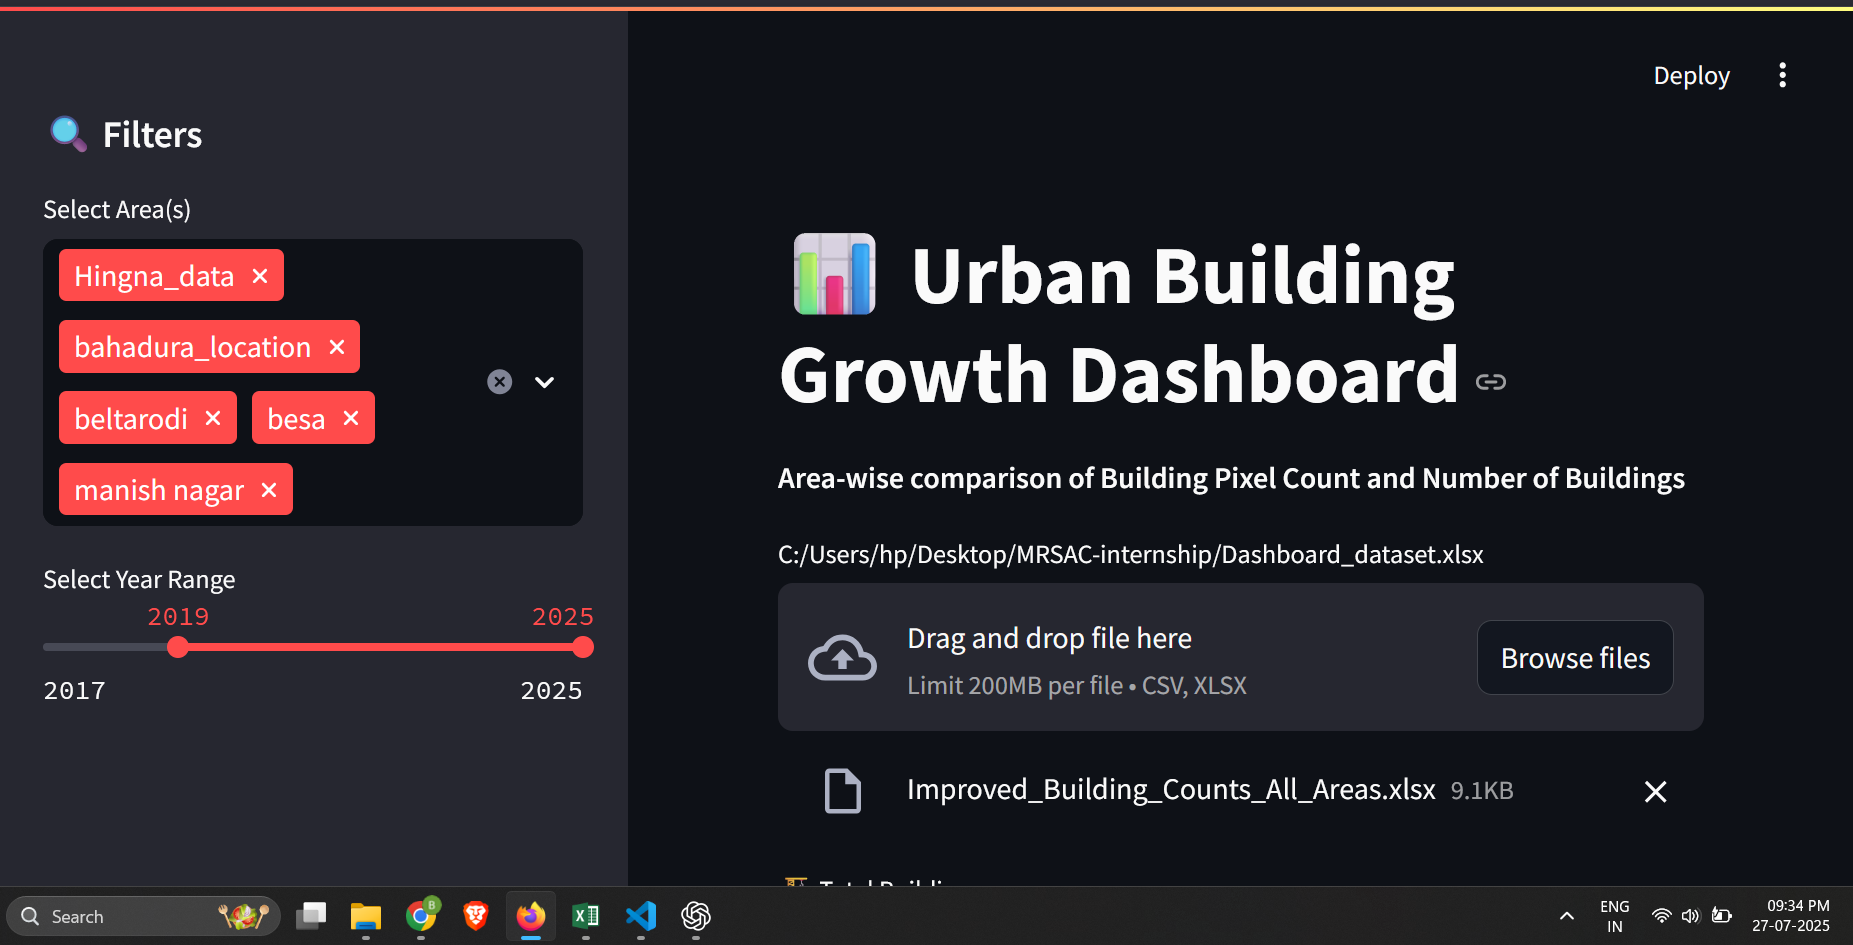 Deploy
Filters
Select Area(s)
Hingna_data
bahadura_location
beltarodi besa
manish nagar
Select Year Range
2019 2025
2017 2025
Urban Building
Growth Dashboard
Area-wise comparison of Building Pixel Count and Number of Buildings
C:/Users/hp/Desktop/MRSAC-internship/Dashboard_dataset.xlsx
Drag and drop file here
Limit 200MB per file • CSV, XLSX
Browse files
Improved_Building_Counts_All_Areas.xlsx 9.1KB
Search
B
ENG
IN
09:34 PM
27-07-2025